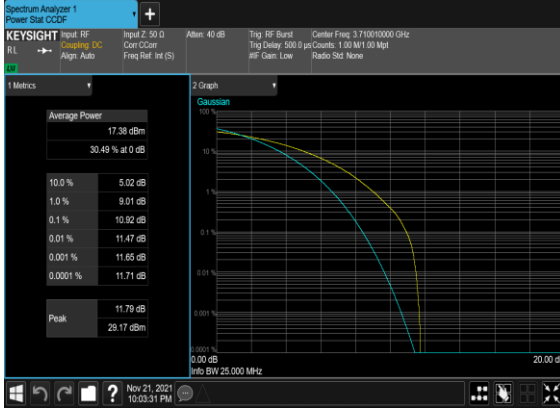 Spectrum Analyzer 1
Power Stat CCDF
+
KEYSIGHT
RL
LU
Input: RF
Coupling: DC
Align: Auto
Input Z: 50 Ω
Corr CCorr
Freq Ref: Int (S)
Atten: 40 dB
Trig: RF Burst
Trig Delay: 500.0 µs
#IF Gain: Low
Center Freq: 3.710010000 GHz
Counts: 1.00 M/1.00 Mpt
Radio Std: None
1 Metrics
Average Power
17.38 dBm
30.49 % at 0 dB
10.0 % 5.02 dB
1.0 % 9.01 dB
0.1 % 10.92 dB
0.01 % 11.47 dB
0.001 % 11.65 dB
0.0001 % 11.71 dB
Peak
11.79 dB
29.17 dBm
2 Graph
Gaussian
100 %
10 %
1 %
0.1 %
0.01 %
0.001 %
0.0001 %
0.00 dB
20.00 d
Info BW 25.000 MHz
?
Nov 21, 2021
10:03:31 PM